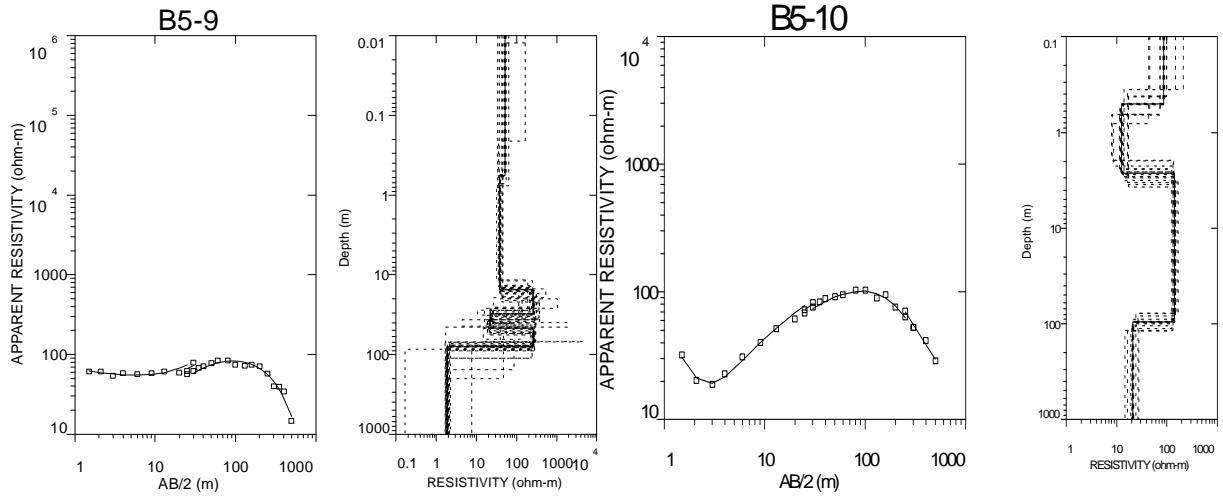 B5-9
APPARENT RESISTIVITY (ohm-m)
10^6
10^5
10^4
1000
100
10
1 10 100 1000
AB/2 (m)
Depth (m)
0.01
0.1
1
10
100
1000
0.1 1 10 100 1000 10^4
RESISTIVITY (ohm-m)
B5-10
APPARENT RESISTIVITY (ohm-m)
10^4
1000
100
10
1 10 100 1000
AB/2 (m)
Depth (m)
0.1
1
10
100
1000
1 10 100 1000 10^4
RESISTIVITY (ohm-m)